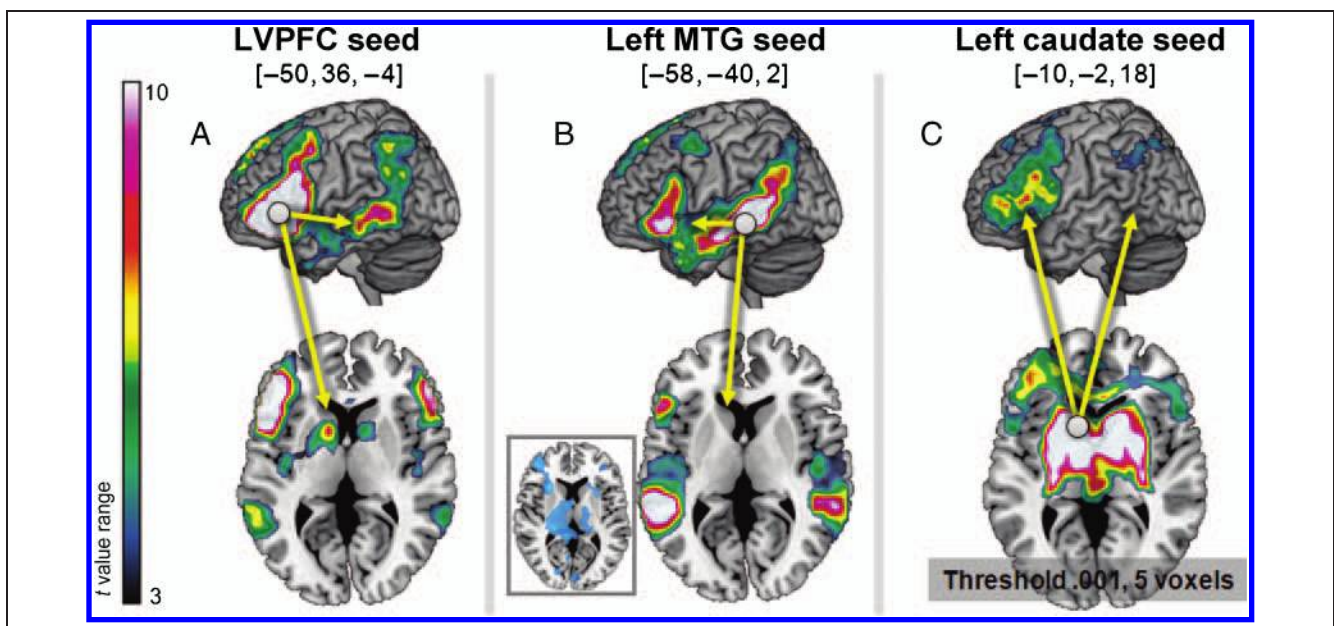 LVPFC seed
[−50, 36, −4]
Left MTG seed
[−58, −40, 2]
Left caudate seed
[−10, −2, 18]
10
A
B
C
t value range
3
Threshold .001, 5 voxels